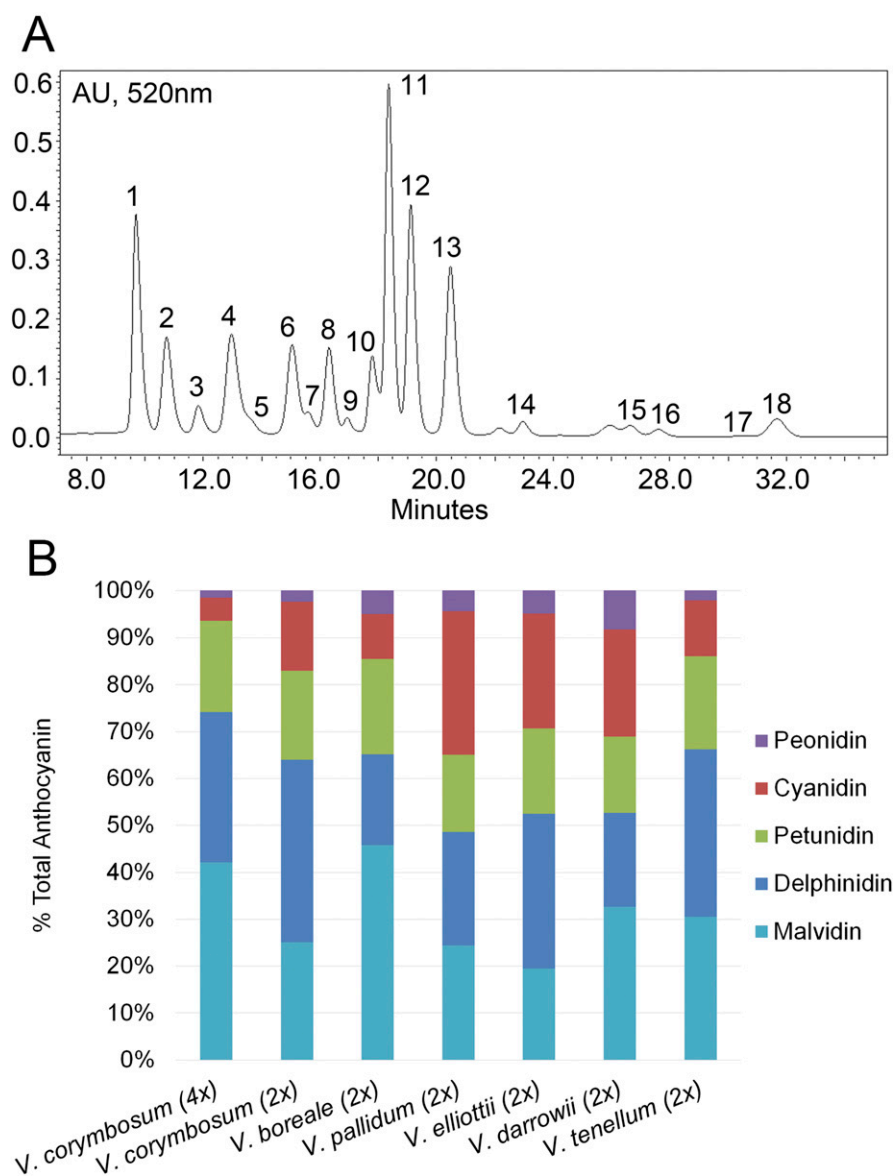 A
AU, 520nm
0.6
0.5
0.4
0.3
0.2
0.1
0.0
1
2
3
4
5
6
7
8
9
10
11
12
13
14
15
16
17
18
8.0 12.0 16.0 20.0 24.0 28.0 32.0
Minutes
B
% Total Anthocyanin
100%
90%
80%
70%
60%
50%
40%
30%
20%
10%
0%
Peonidin
Cyanidin
Petunidin
Delphinidin
Malvidin
V. corymbosum (4x)
V. corymbosum (2x)
V. boreale (2x)
V. pallidum (2x)
V. elliottii (2x)
V. darrowii (2x)
V. tenellum (2x)